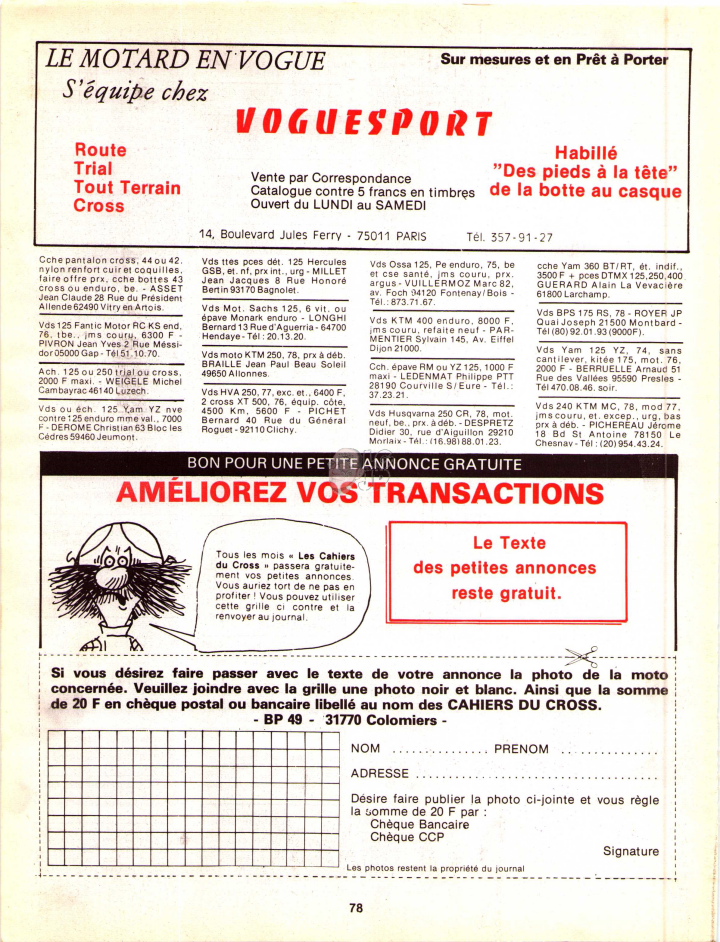 LE MOTARD EN VOGUE
S'équipe chez
Sur mesures et en Prêt à Porter
VOGUESPORT
Route
Trial
Tout Terrain
Cross
Vente par Correspondance
Catalogue contre 5 francs en timbres
Ouvert du LUNDI au SAMEDI
Habillé
"Des pieds à la tête"
de la botte au casque
14, Boulevard Jules Ferry - 75011 PARIS Tél. 357-91-27
Cche pantalon cross, 44 ou 42.
nylon renfort cuir et coquilles,
faire offre prx, cche bottes 43
cross ou enduro, be. - ASSET
Jean Claude 28 Rue du Président
Allende 62490 Vitry en Artois.
Vds 125 Fantic Motor RC KS end,
76, tbe., jms couru, 6300 F -
PIVRON Jean Yves 2 Rue Méssi-
dor 05000 Gap - Tél 51.10.70.
Ach. 125 ou 250 trial ou cross,
2000 F maxi. - WEIGELE Michel
Cambayrac 46140 Luzech.
Vds ou éch. 125 Yam YZ nve
contre 125 enduro mme val., 7000
F - DEROME Christian 63 Bloc les
Cèdres 59460 Jeumont.
Vds ttes pces dét. 125 Hercules
GSB, et. nf, prx int., urg - MILLET
Jean Jacques 8 Rue Honoré
Bertin 93170 Bagnolet.
Vds Mot. Sachs 125, 6 vit. ou
épave Monark enduro - LONGHI
Bernard 13 Rue d'Aguerria - 64700
Hendaye - Tél : 20.13.20.
Vds moto KTM 250, 78, prx à déb.
BRAILLE Jean Paul Beau Soleil
49650 Allonnes.
Vds HVA 250, 77, exc. et., 6400 F,
2 cross XT 500, 76, équip. côte,
4500 Km, 5600 F - PICHET
Bernard 40 Rue du Général
Roguet - 92110 Clichy.
Vds Ossa 125, Pe enduro, 75, be
et cse santé, jms couru, prx.
argus - VUILLERMOZ Marc 82,
av. Foch 94120 Fontenay / Bois -
Tél. : 873.71.67.
Vds KTM 400 enduro, 8000 F,
jms couru, refaite neuf - PAR-
MENTIER Sylvain 145, Av. Eiffel
Dijon 21000.
Cch. épave RM ou YZ 125, 1000 F
maxi - LEDENMAT Philippe PTT
28190 Courville S / Eure - Tél. :
37.23.21.
Vds Husqvarna 250 CR, 78, mot.
neuf, be., prx. à déb. - DESPRETZ
Didier 30, rue d'Aiguillon 29210
Morlaix - Tél. : (16.98) 88.01.23.
cche Yam 360 BT/RT, ét. indif.,
3500 F + pces DTMX 125,250,400
GUERARD Alain La Vevacière
61800 Larchamp.
Vds BPS 175 RS, 78 - ROYER JP
Quai Joseph 21500 Montbard -
Tél (80) 92.01.93 (9000F).
Vds Yam 125 YZ, 74, sans
cantilever, kitée 175, mot. 76,
2000 F - BERRUELLE Arnaud 51
Rue des Vallées 95590 Presles -
Tél 470.08.46. soir.
Vds 240 KTM MC, 78, mod 77,
jms couru, et. excep., urg, bas
prx à déb. - PICHEREAU Jérome
18 Bd St Antoine 78150 Le
Chesnay - Tél : (20) 954.43.24.
BON POUR UNE PETITE ANNONCE GRATUITE
AMÉLIOREZ VOS TRANSACTIONS
Tous les mois « Les Cahiers
du Cross » passera gratuite-
ment vos petites annonces.
Vous auriez tort de ne pas en
profiter ! Vous pouvez utiliser
cette grille ci contre et la
renvoyer au journal.
Le Texte
des petites annonces
reste gratuit.
Si vous désirez faire passer avec le texte de votre annonce la photo de la moto
concernée. Veuillez joindre avec la grille une photo noir et blanc. Ainsi que la somme
de 20 F en chèque postal ou bancaire libellé au nom des CAHIERS DU CROSS.
- BP 49 - 31770 Colomiers -
NOM .............. PRENOM ..............
ADRESSE ...................................
Désire faire publier la photo ci-jointe et vous règle
la somme de 20 F par :
Chèque Bancaire
Chèque CCP
Signature
Les photos restent la propriété du journal
78